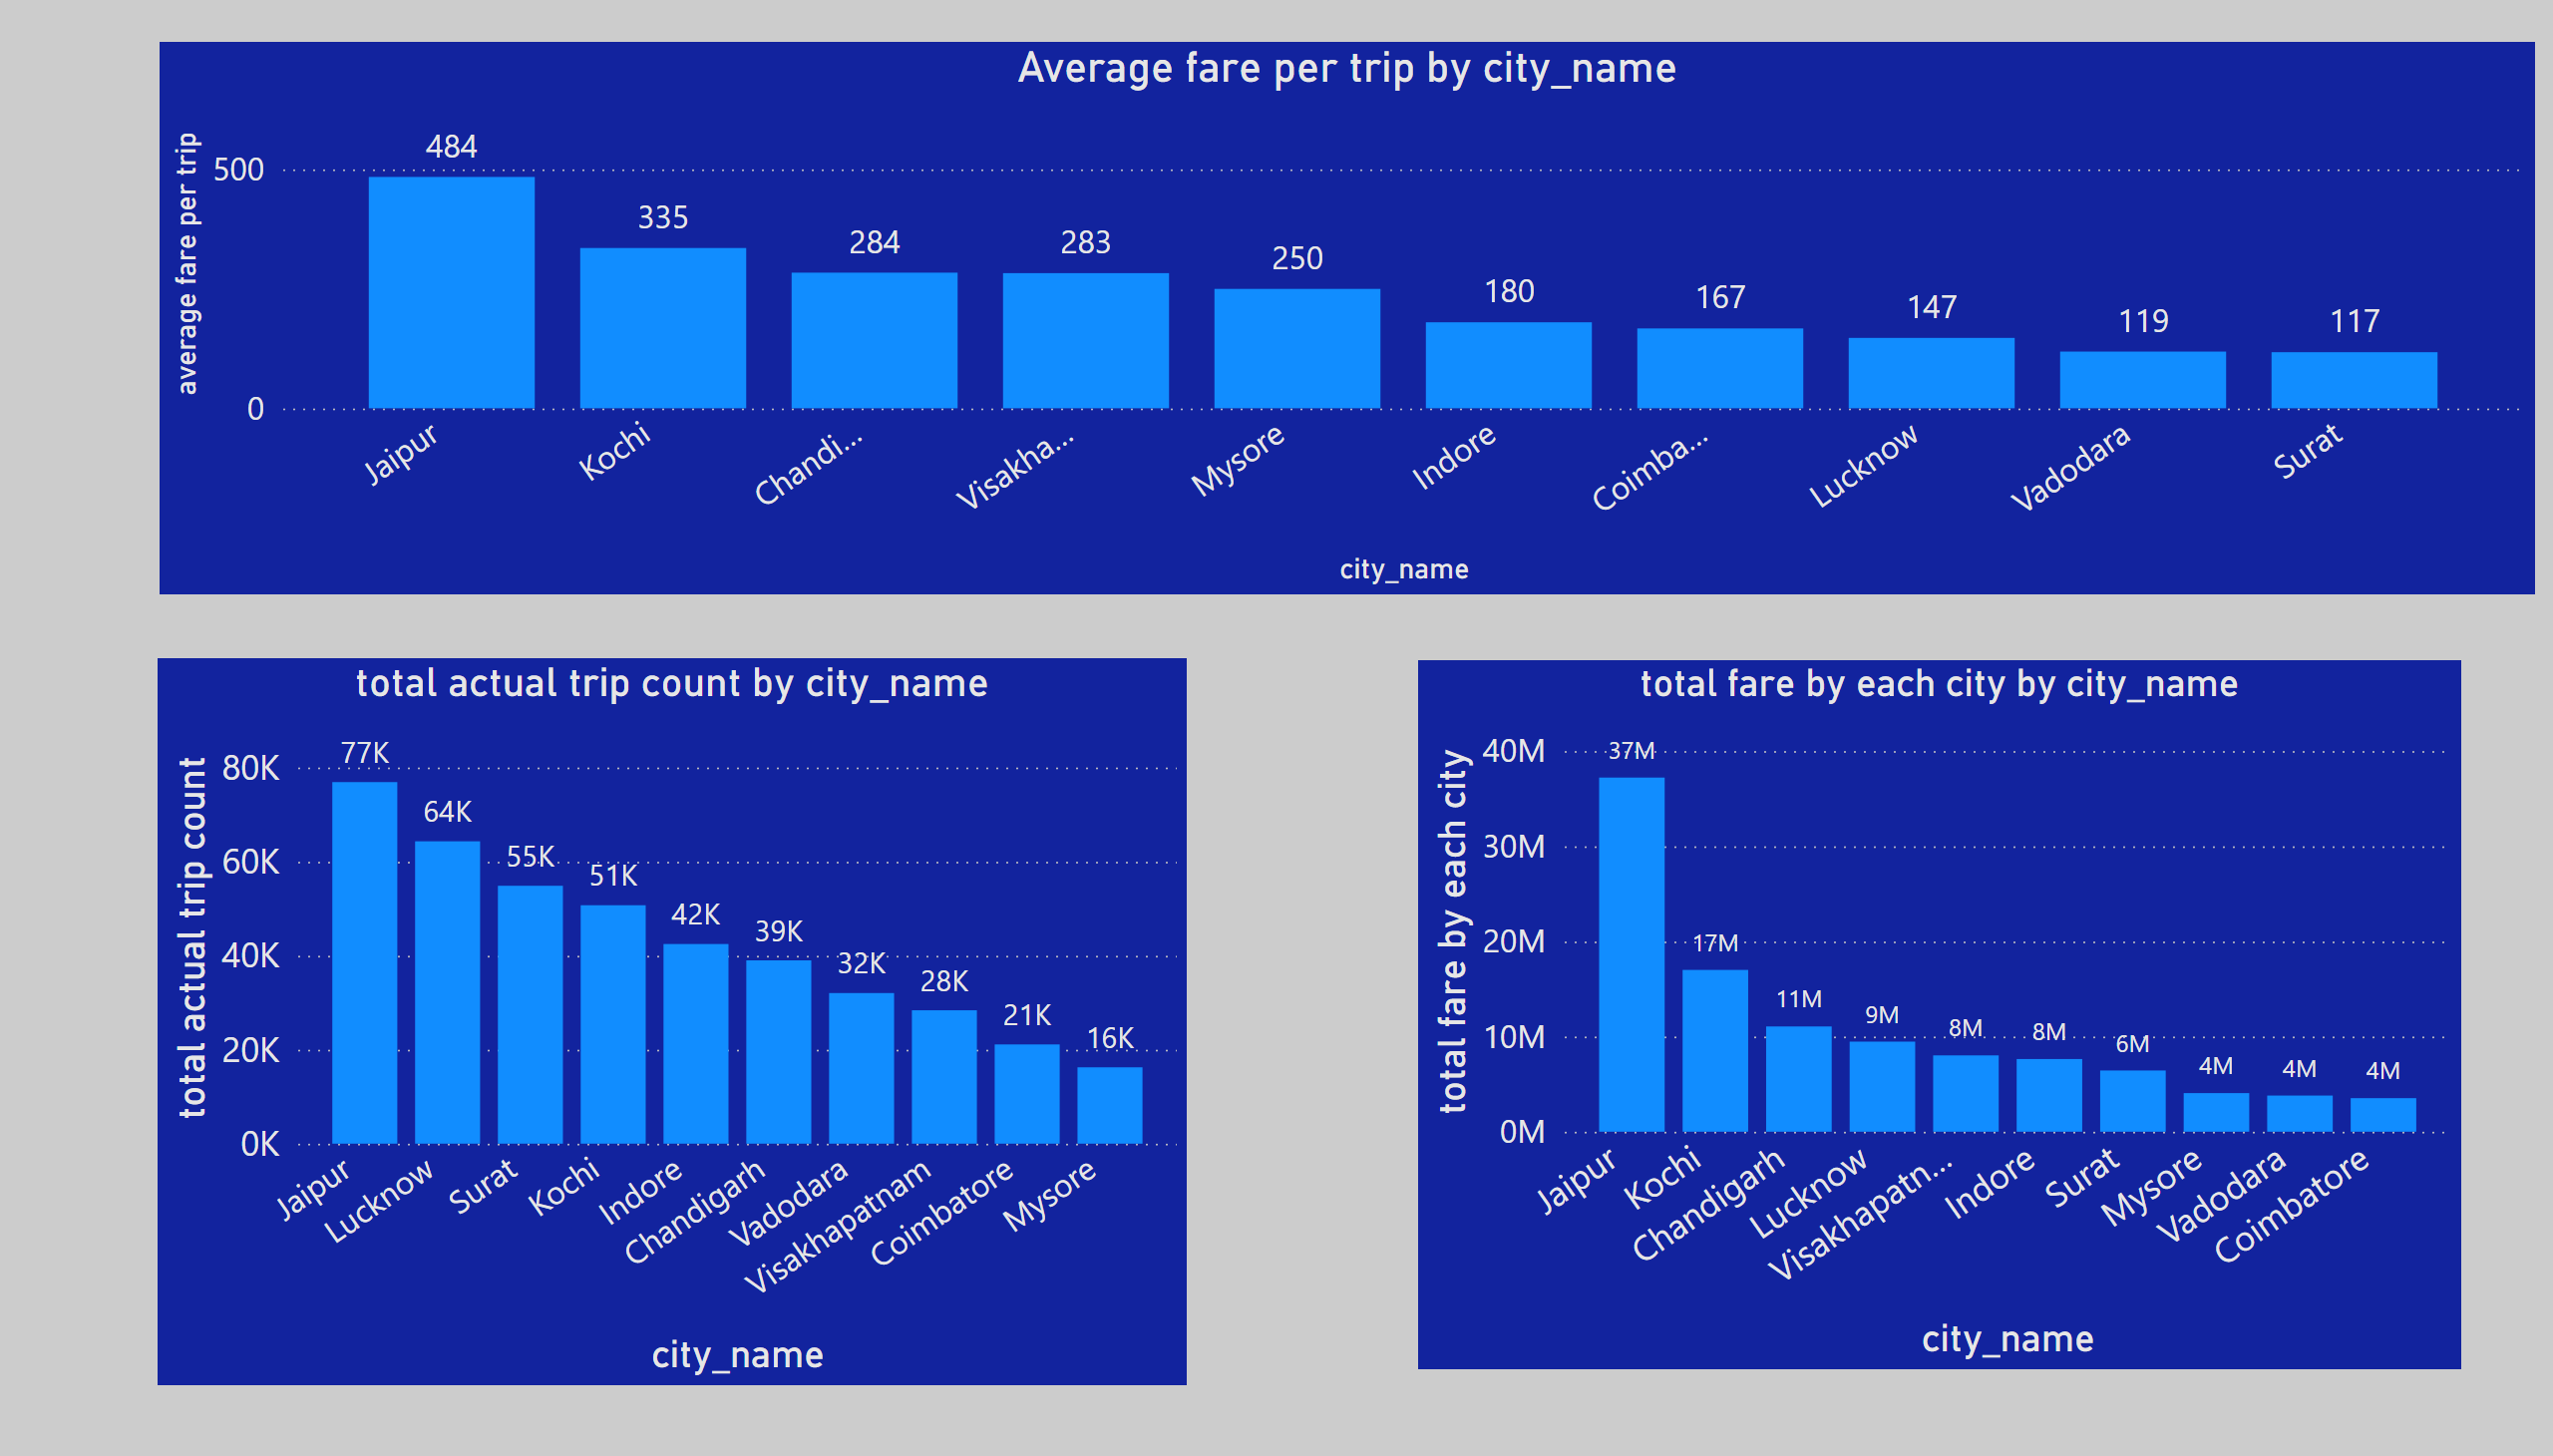 Average fare per trip by city_name
average fare per trip
500
0
484
335
284
283
250
180
167
147
119
117
Jaipur
Kochi
Chandi...
Visakha...
Mysore
Indore
Coimba...
Lucknow
Vadodara
Surat
city_name
total actual trip count by city_name
total actual trip count
80K
60K
40K
20K
0K
77K
64K
55K
51K
42K
39K
32K
28K
21K
16K
Jaipur
Lucknow
Surat
Kochi
Indore
Chandigarh
Vadodara
Visakhapatnam
Coimbatore
Mysore
city_name
total fare by each city by city_name
total fare by each city
40M
30M
20M
10M
0M
37M
17M
11M
9M
8M
8M
6M
4M
4M
4M
Jaipur
Kochi
Chandigarh
Lucknow
Visakhapatn...
Indore
Surat
Mysore
Vadodara
Coimbatore
city_name